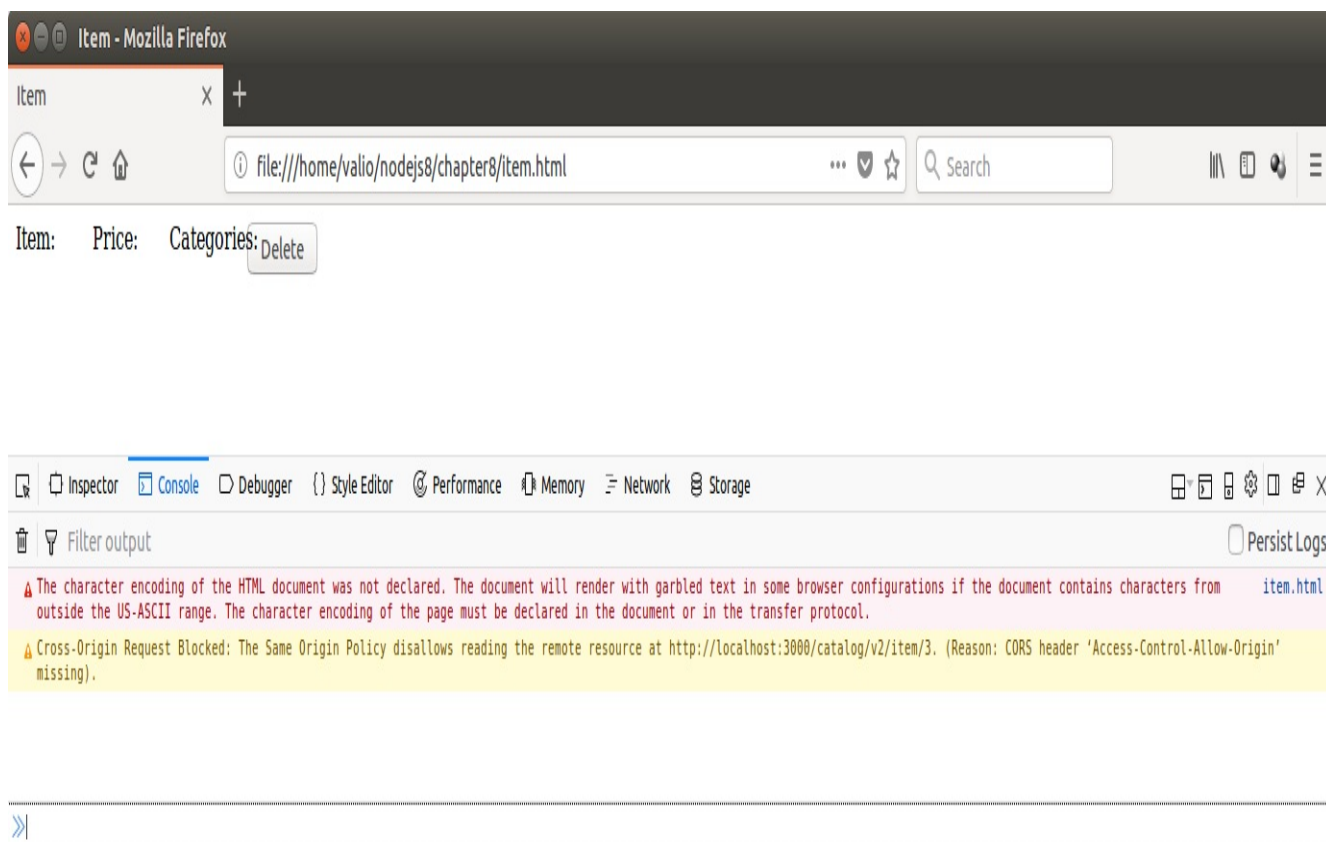 Item - Mozilla Firefox
Item
file:///home/valio/nodejs8/chapter8/item.html
Search
Item: Price: Categories: Delete
Inspector Console Debugger {} Style Editor Performance Memory Network Storage
Filter output Persist Logs
The character encoding of the HTML document was not declared. The document will render with garbled text in some browser configurations if the document contains characters from item.html
outside the US-ASCII range. The character encoding of the page must be declared in the document or in the transfer protocol.
Cross-Origin Request Blocked: The Same Origin Policy disallows reading the remote resource at http://localhost:3000/catalog/v2/item/3. (Reason: CORS header ‘Access-Control-Allow-Origin’
missing).